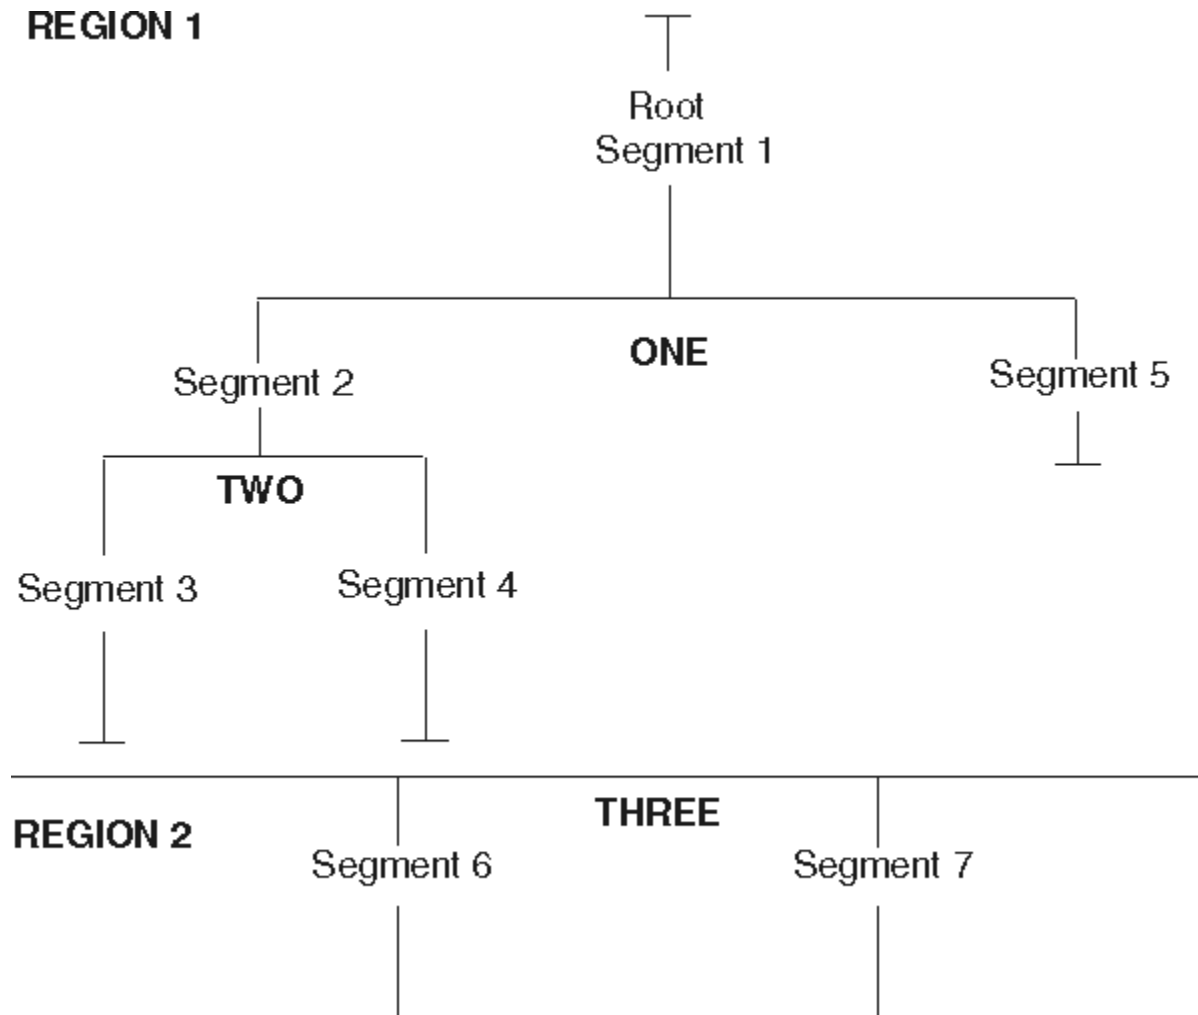 REGION 1
Root
Segment 1
ONE
Segment 2
Segment 5
TWO
Segment 3
Segment 4
THREE
REGION 2
Segment 6
Segment 7